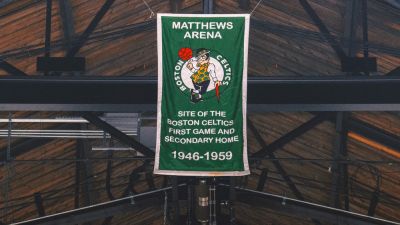 MATTHEWS
ARENA
BOSTON CELTICS
SITE OF THE
BOSTON CELTICS
FIRST GAME AND
SECONDARY HOME
1946-1959